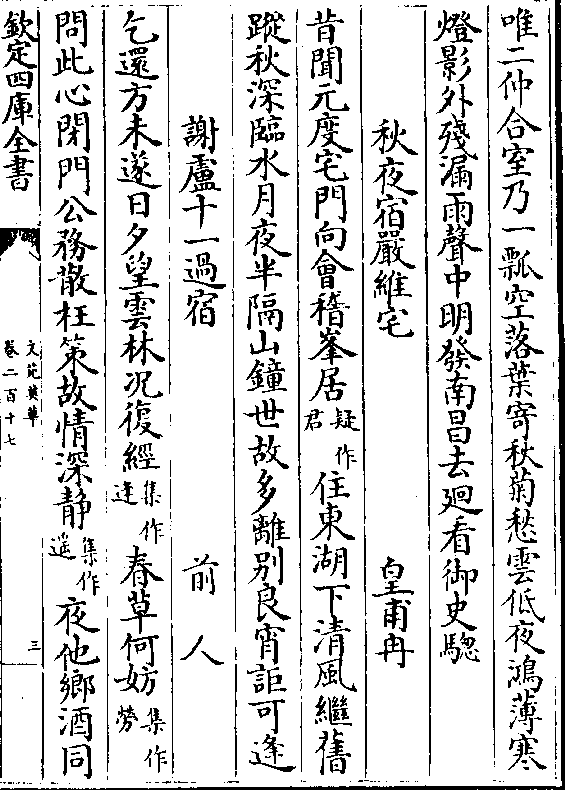 唯二仲合室乃一瓢空落葉寄秋菊愁雲低夜鴻薄寒
燈影外殘漏雨聲中明發南昌去廻看御史驄
秋夜宿嚴維宅 皇甫冉
昔聞元度宅門向會稽峯居疑作君住東湖下清風繼舊
蹤秋深臨水月夜半隔山鐘世故多離別良宵詎可逢
謝盧十一過宿 前人
乞還方未遂日夕望雲林况復經集作逢春草何妨集作勞
問此心閉門公務散枉策故情深静集作遥夜他鄉酒同
欽定四庫全書
文苑英華
卷二百十七
三